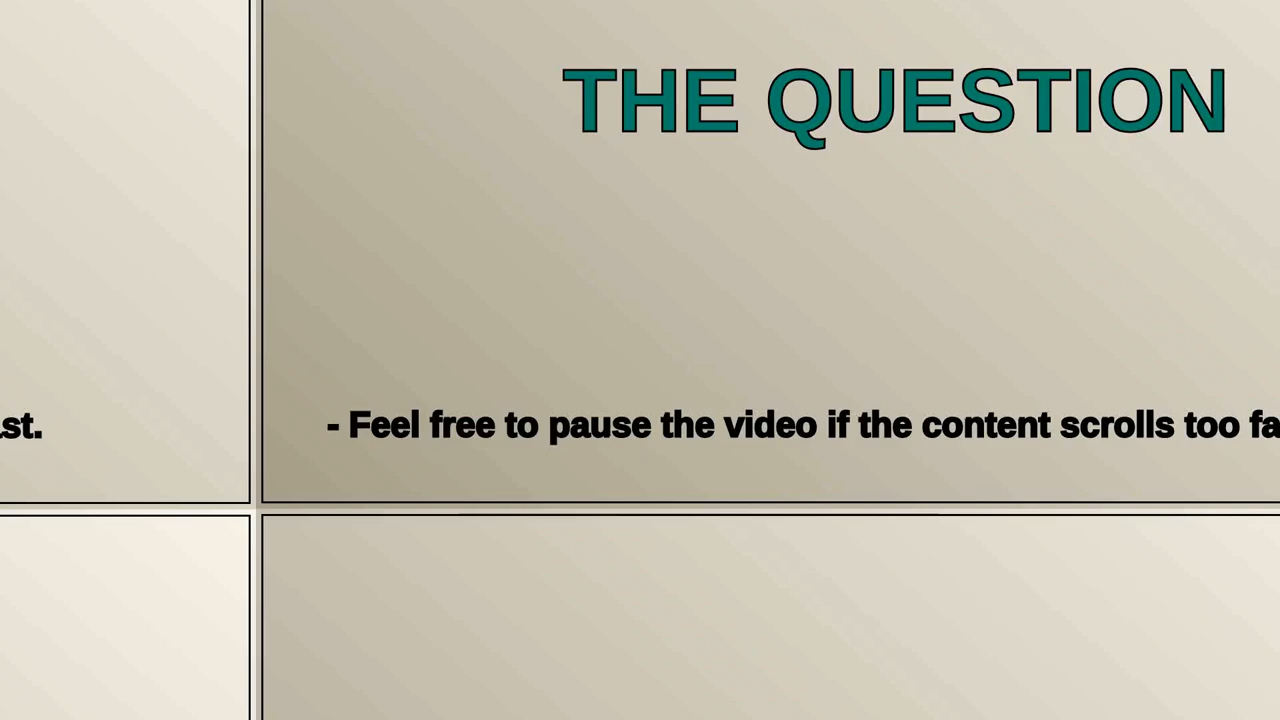 THE QUESTION
st.
- Feel free to pause the video if the content scrolls too fa